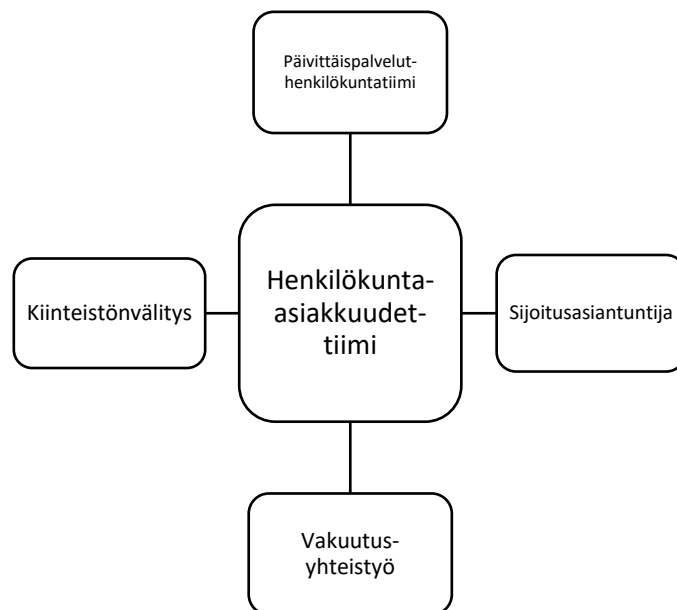 Päivittäispalvelut-
henkilökuntatiimi
Kiinteistönvälitys
Henkilökunta-
asiakkuudet-
tiimi
Sijoitusasiantuntija
Vakuutus-
yhteistyö